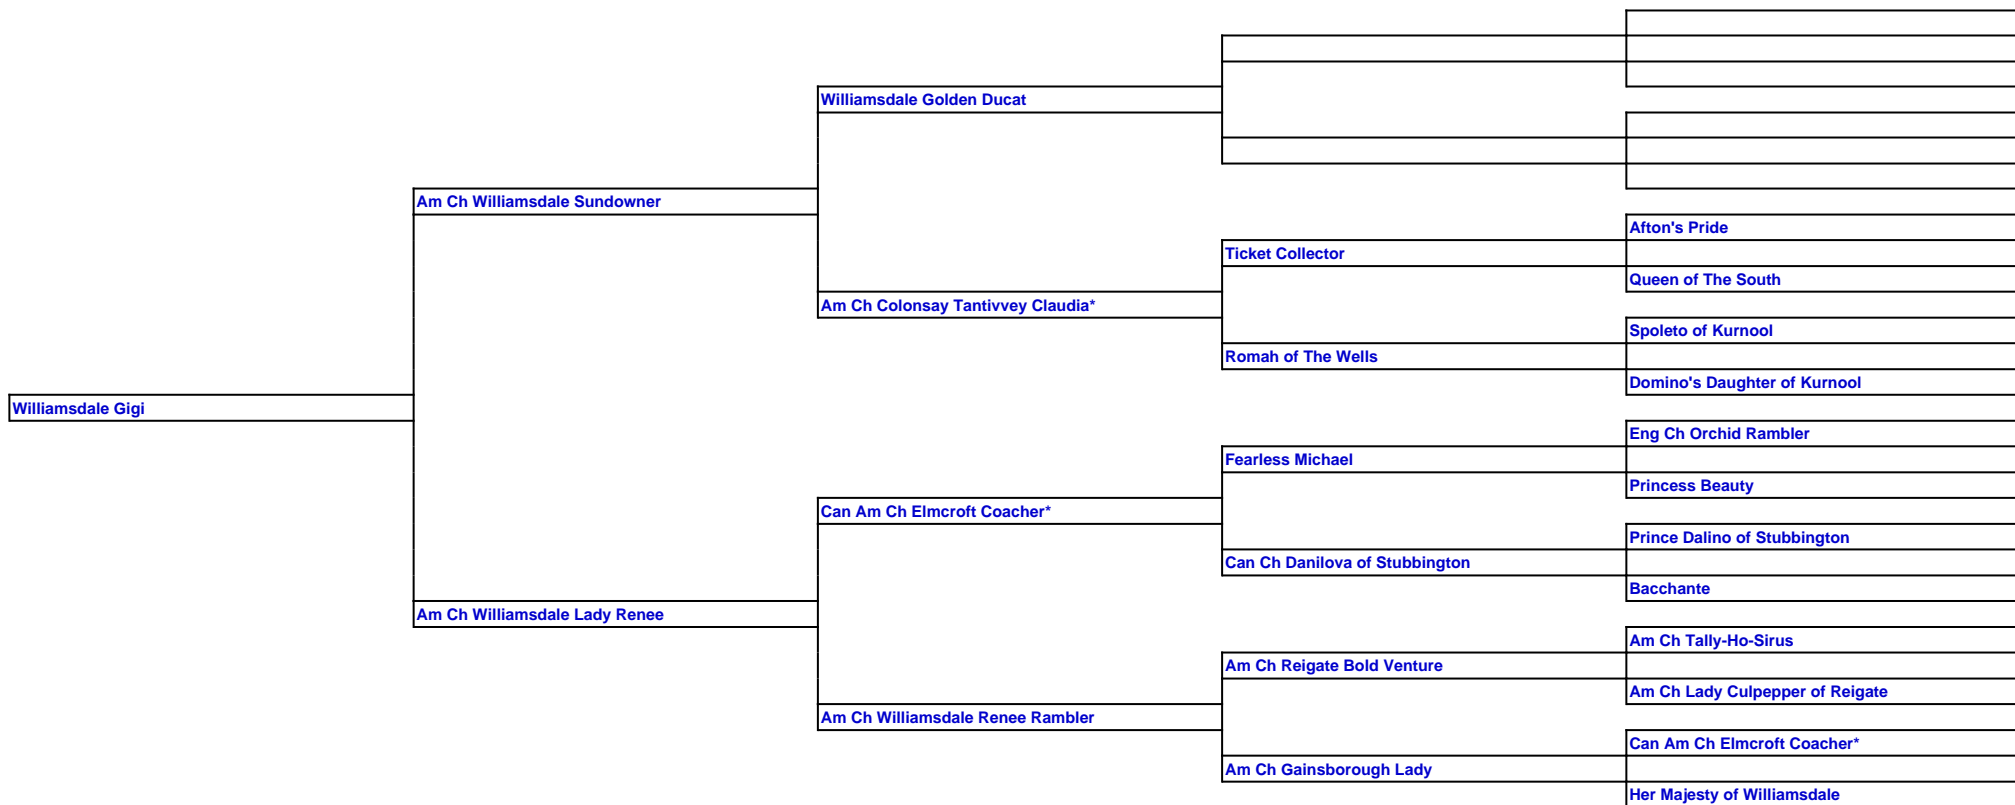 Williamsdale Golden Ducat
Am Ch Williamsdale Sundowner
Afton's Pride
Ticket Collector
Queen of The South
Am Ch Colonsay Tantivvey Claudia*
Spoleto of Kurnool
Romah of The Wells
Domino's Daughter of Kurnool
Williamsdale Gigi
Eng Ch Orchid Rambler
Fearless Michael
Princess Beauty
Can Am Ch Elmcroft Coacher*
Prince Dalino of Stubbington
Can Ch Danilova of Stubbington
Bacchante
Am Ch Williamsdale Lady Renee
Am Ch Tally-Ho-Sirus
Am Ch Reigate Bold Venture
Am Ch Lady Culpepper of Reigate
Am Ch Williamsdale Renee Rambler
Can Am Ch Elmcroft Coacher*
Am Ch Gainsborough Lady
Her Majesty of Williamsdale